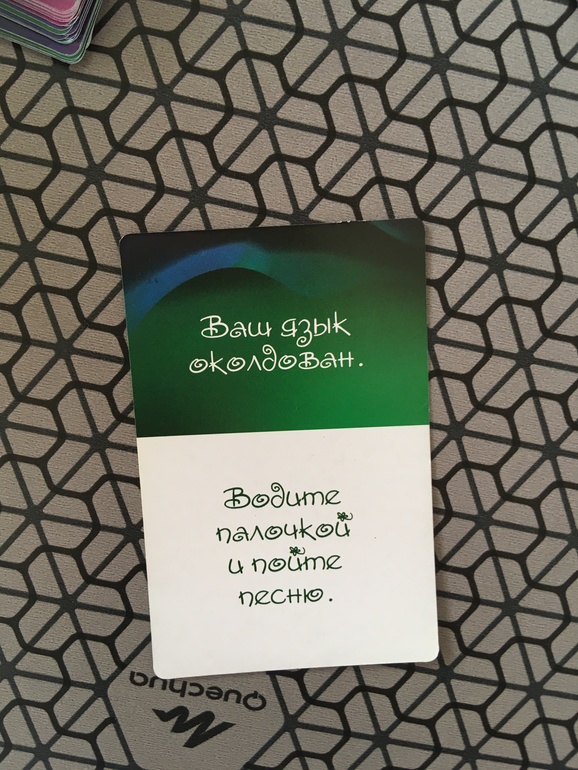 Ваш язык
околдован.
Водите
палочкой
и пойте
песню.
Quechua